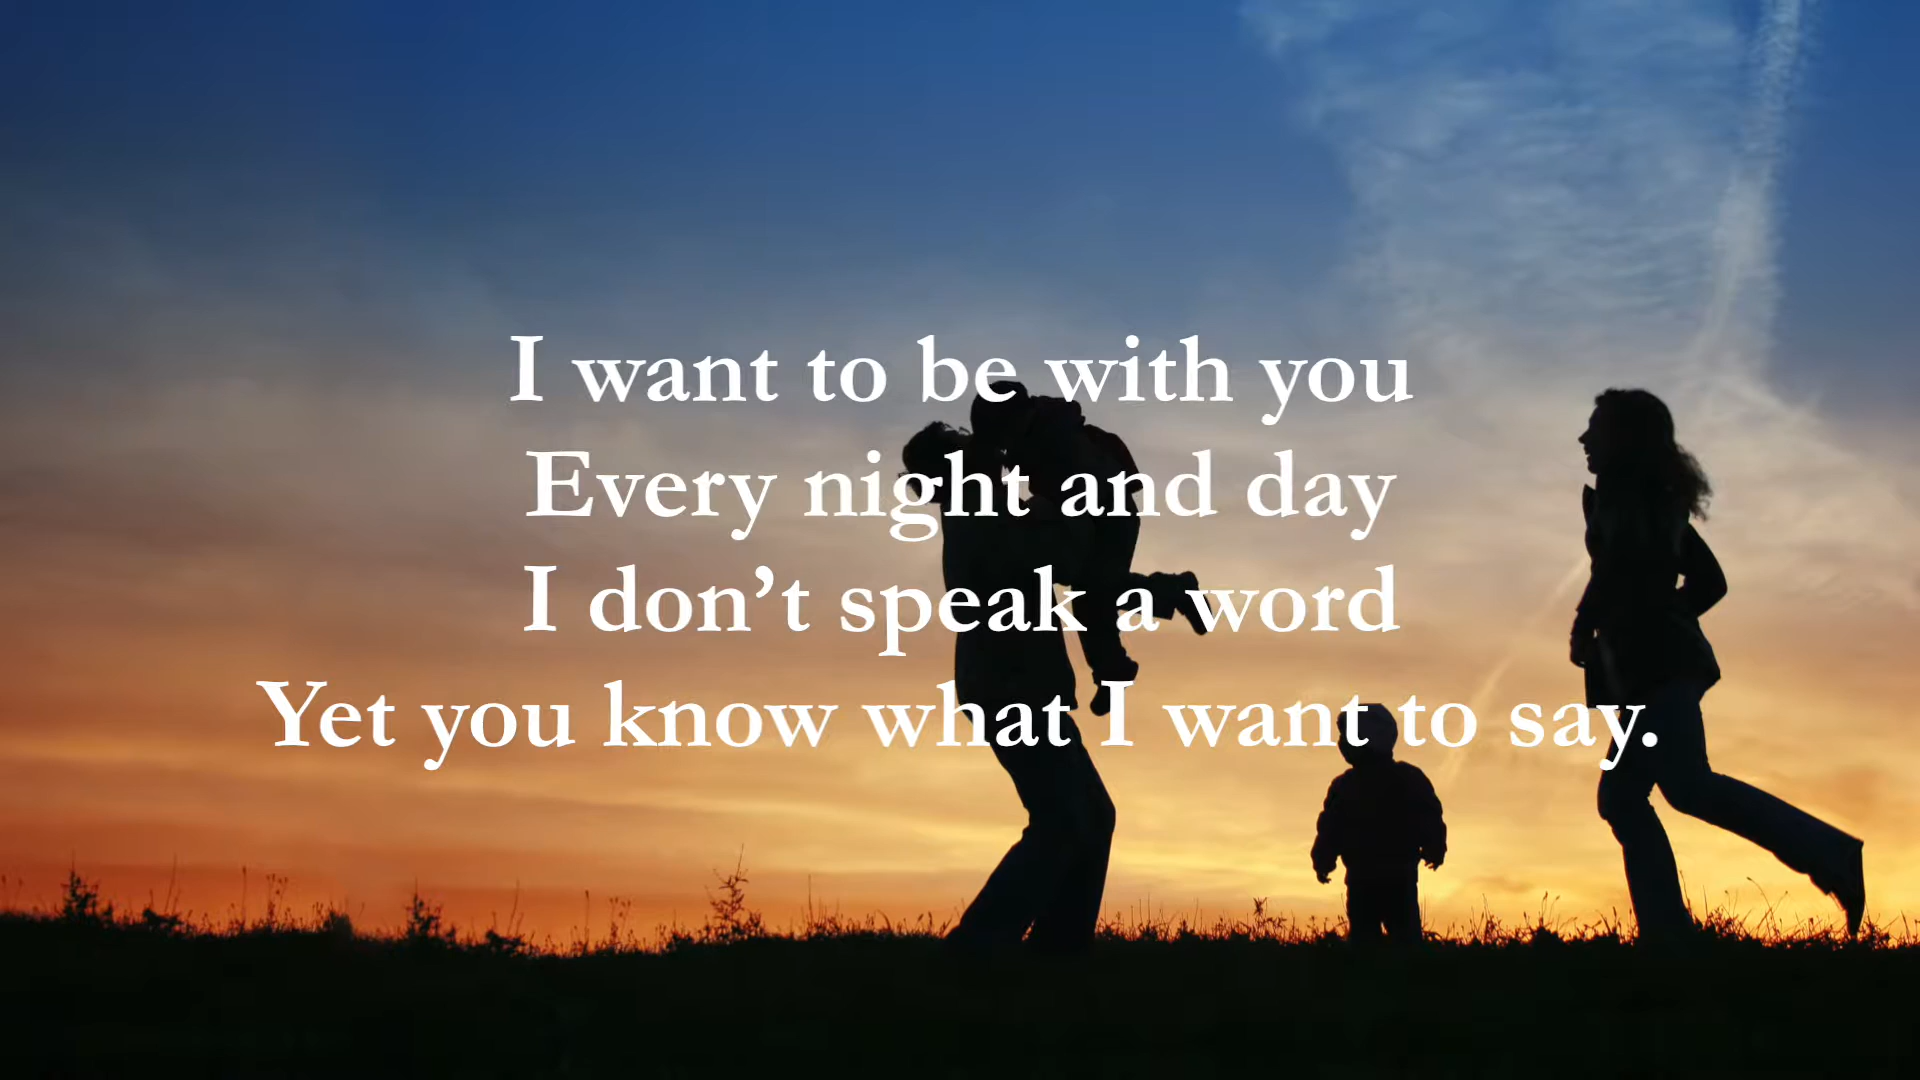 I want to be with you
Every night and day
I don’t speak a word
Yet you know what I want to say.